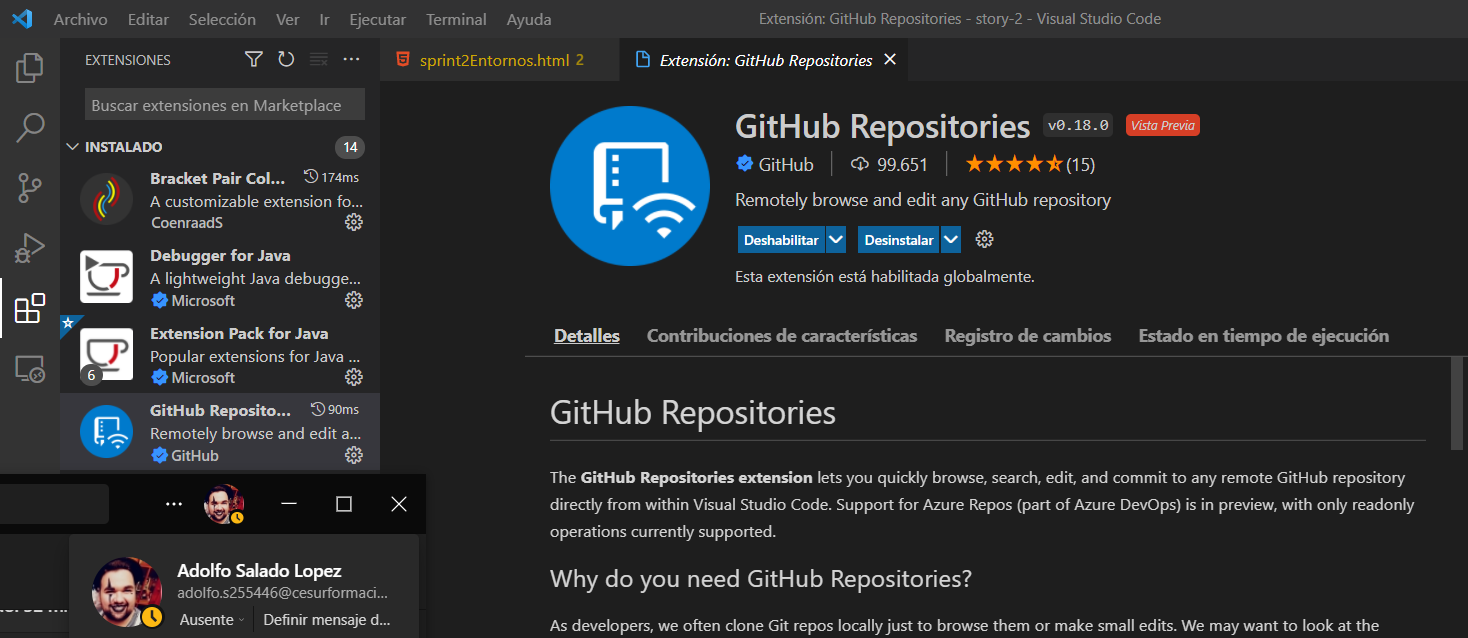 Archivo Editar Selección Ver Ir Ejecutar Terminal Ayuda
Extensión: GitHub Repositories - story-2 - Visual Studio Code
EXTENSIONES
Buscar extensiones en Marketplace
INSTALADO 14
Bracket Pair Col... 174ms
A customizable extension fo...
CoenraadS
Debugger for Java
A lightweight Java debugge...
Microsoft
Extension Pack for Java
Popular extensions for Java ...
6 Microsoft
GitHub Reposito... 90ms
Remotely browse and edit a...
GitHub
sprint2Entornos.html 2
Extensión: GitHub Repositories
GitHub Repositories v0.18.0 Vista Previa
GitHub 99.651 (15)
Remotely browse and edit any GitHub repository
Deshabilitar Desinstalar
Esta extensión está habilitada globalmente.
Detalles Contribuciones de características Registro de cambios Estado en tiempo de ejecución
GitHub Repositories
The GitHub Repositories extension lets you quickly browse, search, edit, and commit to any remote GitHub repository
directly from within Visual Studio Code. Support for Azure Repos (part of Azure DevOps) is in preview, with only readonly
operations currently supported.
Why do you need GitHub Repositories?
As developers, we often clone Git repos locally just to browse them or make small edits. We may want to look at the
Adolfo Salado Lopez
adolfo.s255446@cesurformaci...
Ausente Definir mensaje d...